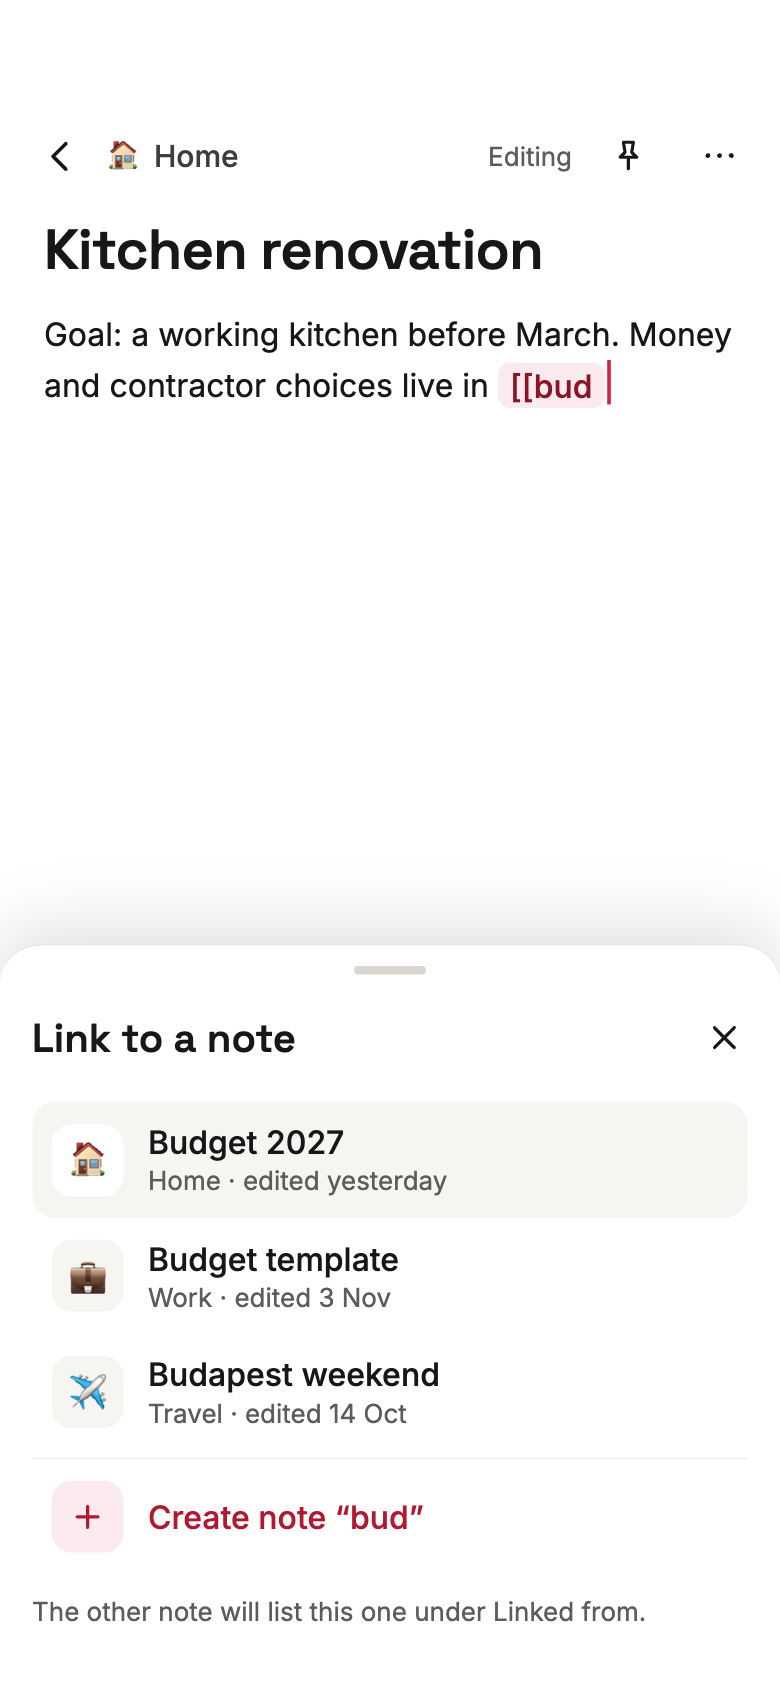 Home
Editing
Kitchen renovation
Goal: a working kitchen before March. Money
and contractor choices live in [[bud
Link to a note
Budget 2027
Home · edited yesterday
Budget template
Work · edited 3 Nov
Budapest weekend
Travel · edited 14 Oct
Create note “bud”
The other note will list this one under Linked from.